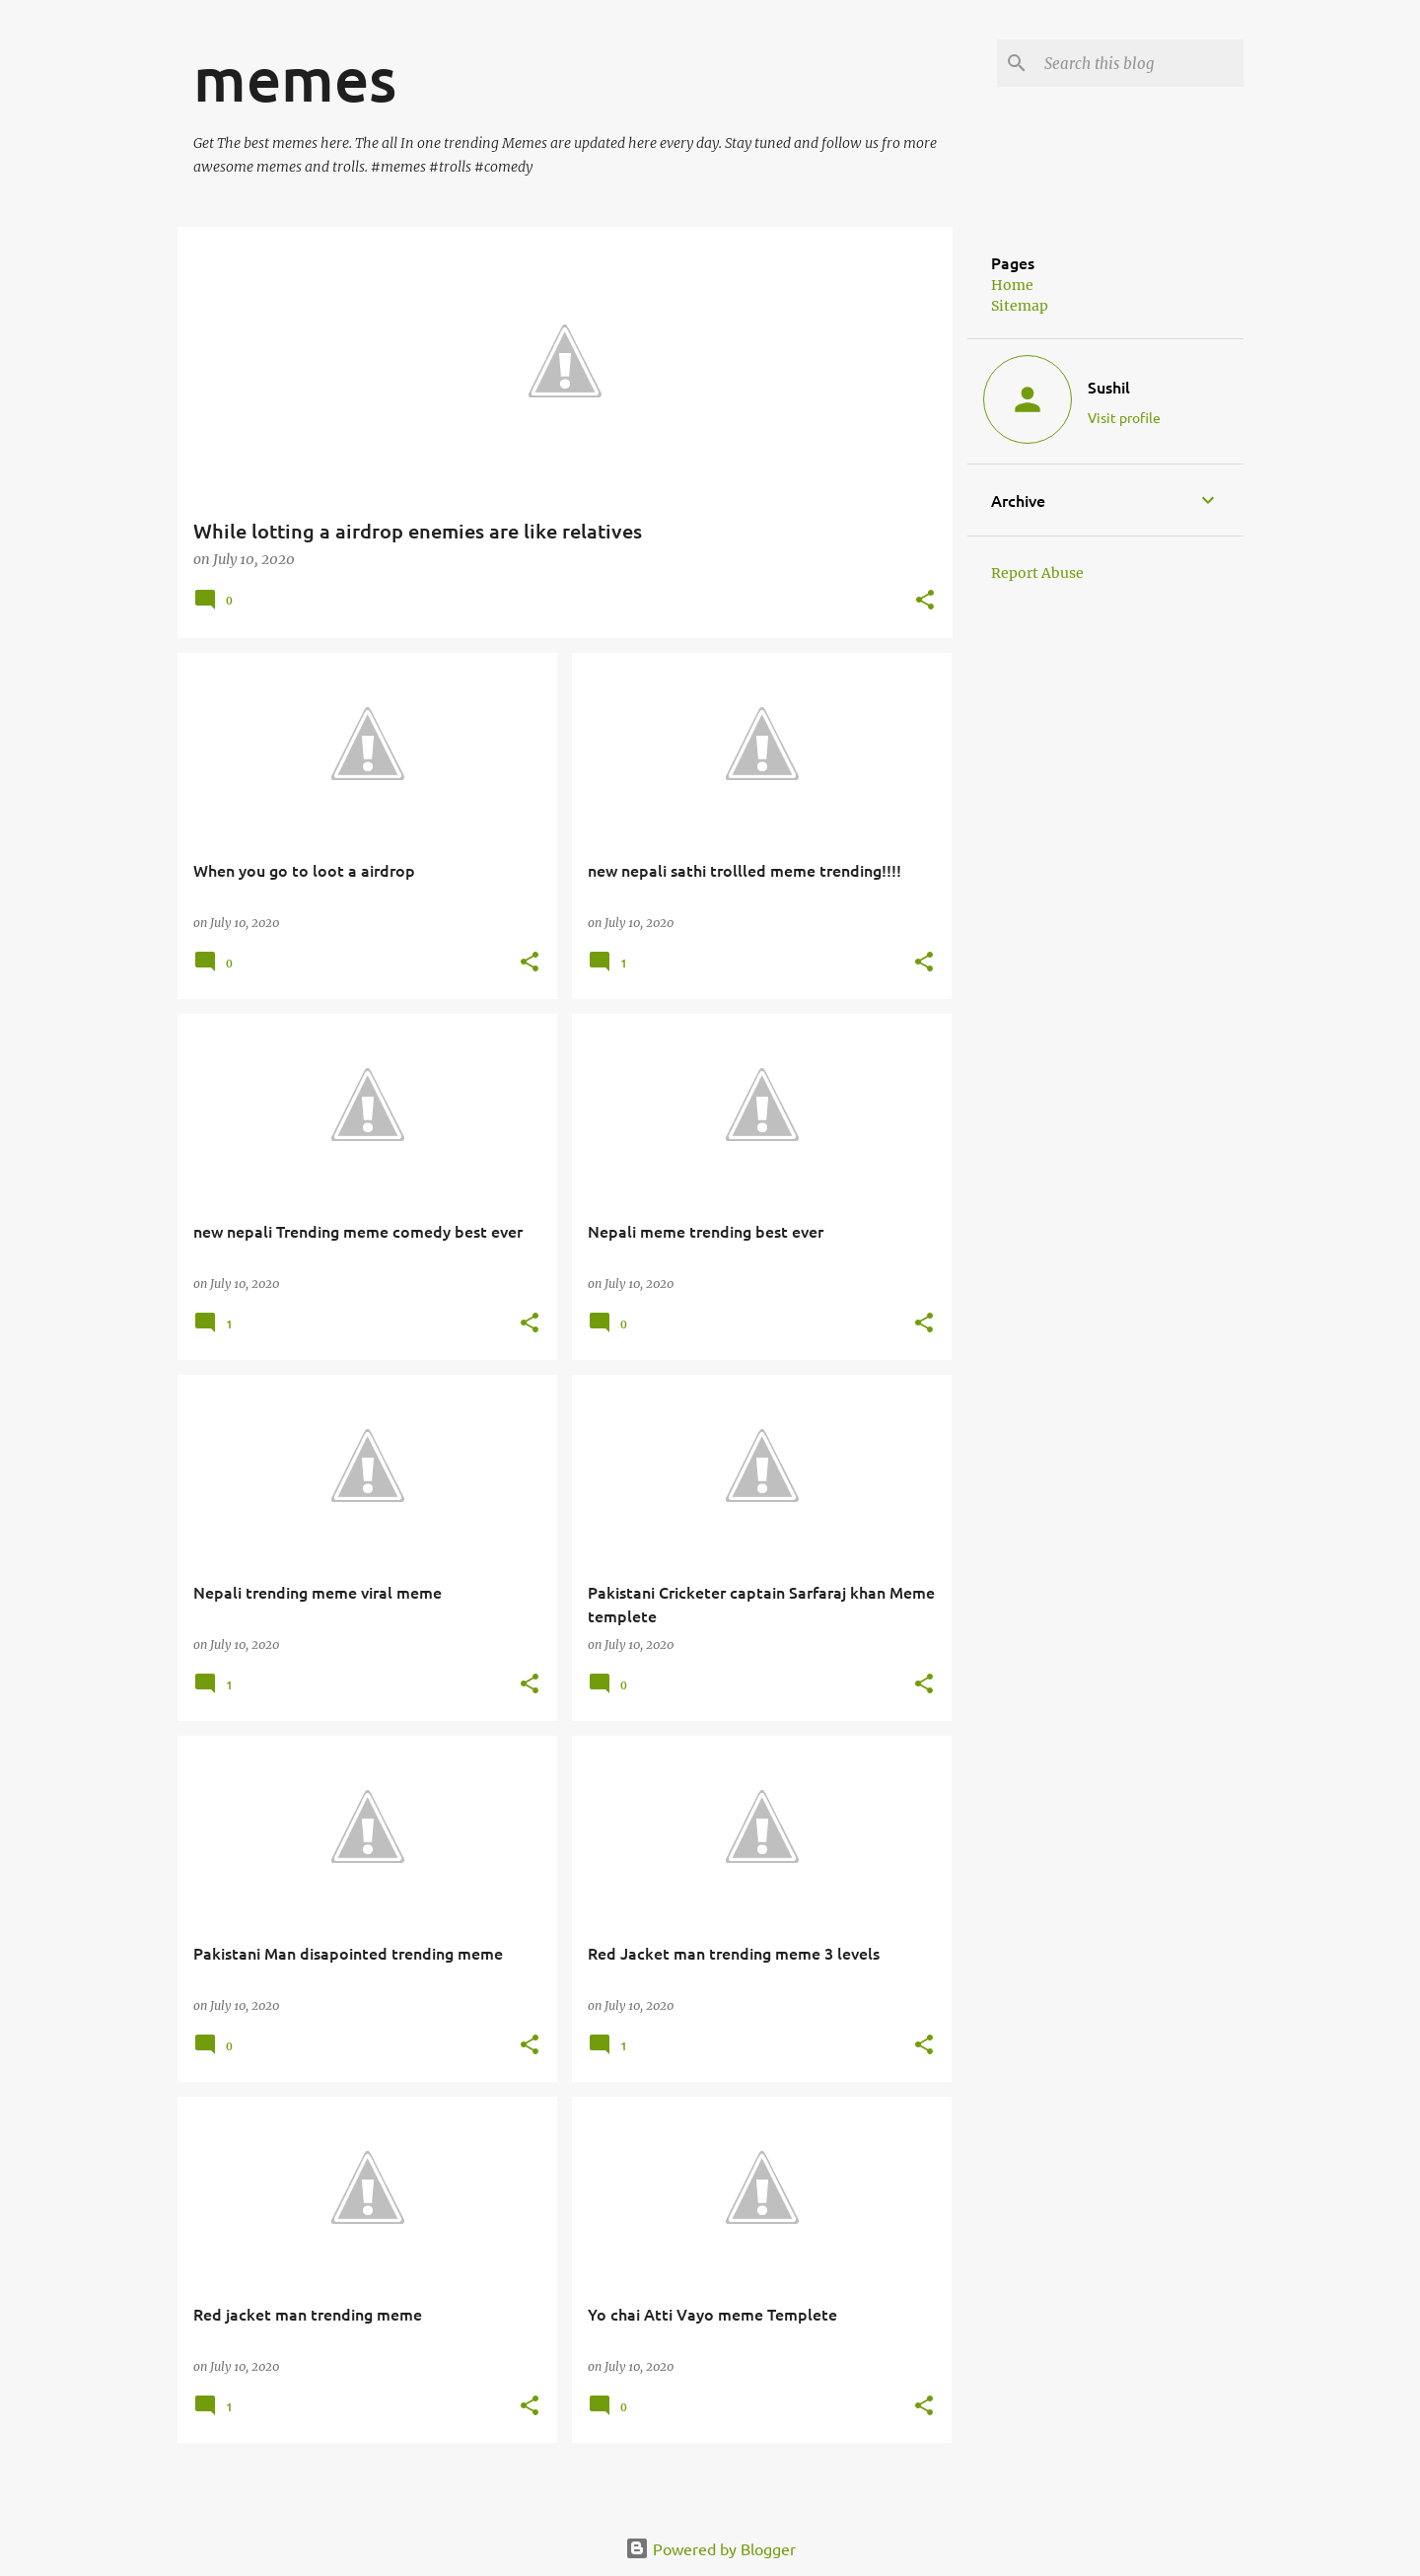 memes
Search this blog
Get The best memes here. The all In one trending Memes are updated here every day. Stay tuned and follow us fro more
awesome memes and trolls. #memes #trolls #comedy
While lotting a airdrop enemies are like relatives
on July 10, 2020
0
When you go to loot a airdrop
on July 10, 2020
0
new nepali sathi trollled meme trending!!!!
on July 10, 2020
1
new nepali Trending meme comedy best ever
on July 10, 2020
1
Nepali meme trending best ever
on July 10, 2020
0
Nepali trending meme viral meme
on July 10, 2020
1
Pakistani Cricketer captain Sarfaraj khan Meme
templete
on July 10, 2020
0
Pakistani Man disapointed trending meme
on July 10, 2020
0
Red Jacket man trending meme 3 levels
on July 10, 2020
1
Red jacket man trending meme
on July 10, 2020
1
Yo chai Atti Vayo meme Templete
on July 10, 2020
0
Pages
Home
Sitemap
Sushil
Visit profile
Archive
Report Abuse
Powered by Blogger